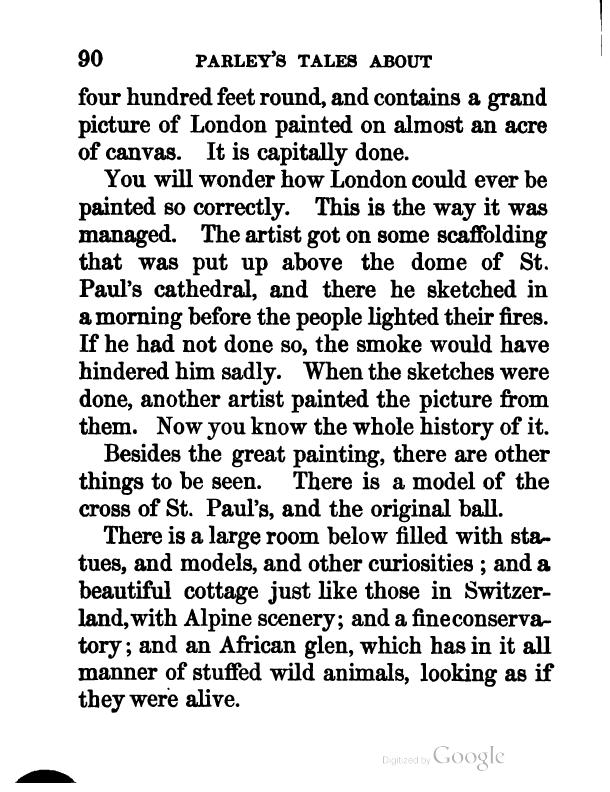 90 PARLEY'S TALES ABOUT
four hundred feet round, and contains a grand
picture of London painted on almost an acre
of canvas. It is capitally done.
You will wonder how London could ever be
painted so correctly. This is the way it was
managed. The artist got on some scaffolding
that was put up above the dome of St.
Paul's cathedral, and there he sketched in
a morning before the people lighted their fires.
If he had not done so, the smoke would have
hindered him sadly. When the sketches were
done, another artist painted the picture from
them. Now you know the whole history of it.
Besides the great painting, there are other
things to be seen. There is a model of the
cross of St. Paul's, and the original ball.
There is a large room below filled with sta-
tues, and models, and other curiosities ; and a
beautiful cottage just like those in Switzer-
land, with Alpine scenery; and a fine conserva-
tory; and an African glen, which has in it all
manner of stuffed wild animals, looking as if
they were alive.
Digitized by Google